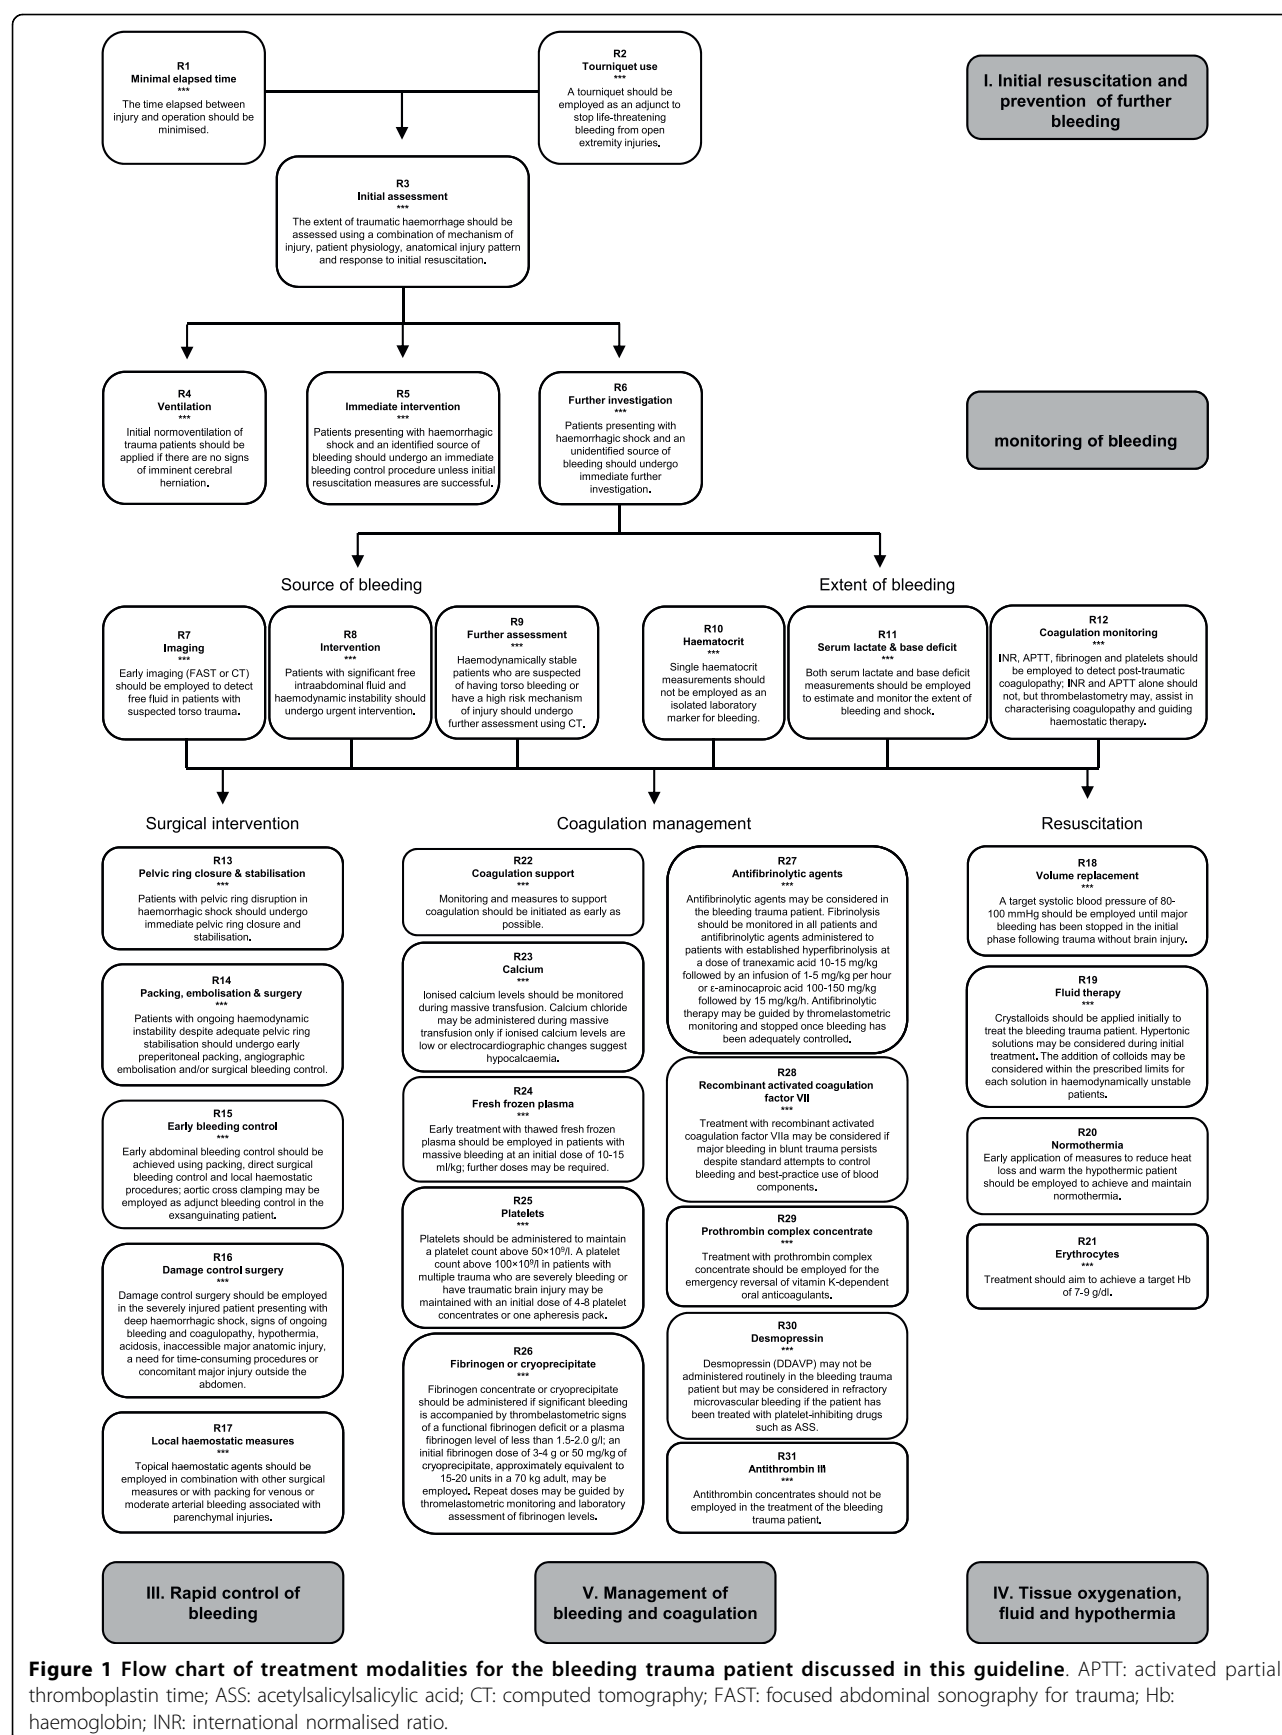 R1
Minimal elapsed time
***
The time elapsed between
injury and operation should be
minimised.
R2
Tourniquet use
***
A tourniquet should be
employed as an adjunct to
stop life-threatening
bleeding from open
extremity injuries.
I. Initial resuscitation and
prevention of further
bleeding
R3
Initial assessment
***
The extent of traumatic haemorrhage should be
assessed using a combination of mechanism of
injury, patient physiology, anatomical injury pattern
and response to initial resuscitation.
R4
Ventilation
***
Initial normoventilation of
trauma patients should be
applied if there are no signs
of imminent cerebral
herniation.
R5
Immediate intervention
***
Patients presenting with haemorrhagic
shock and an identified source of
bleeding should undergo an immediate
bleeding control procedure unless initial
resuscitation measures are successful.
R6
Further investigation
***
Patients presenting with
haemorrhagic shock and an
unidentified source of
bleeding should undergo
immediate further
investigation.
monitoring of bleeding
Source of bleeding
Extent of bleeding
R7
Imaging
***
Early imaging (FAST or CT)
should be employed to detect
free fluid in patients with
suspected torso trauma.
R8
Intervention
***
Patients with significant free
intraabdominal fluid and
haemodynamic instability should
undergo urgent intervention.
R9
Further assessment
***
Haemodynamically stable
patients who are suspected
of having torso bleeding or
have a high risk mechanism
of injury should undergo
further assessment using CT.
R10
Haematocrit
***
Single haematocrit
measurements should
not be employed as an
isolated laboratory
marker for bleeding.
R11
Serum lactate & base deficit
***
Both serum lactate and base deficit
measurements should be employed
to estimate and monitor the extent of
bleeding and shock.
R12
Coagulation monitoring
***
INR, APTT, fibrinogen and platelets should
be employed to detect post-traumatic
coagulopathy; INR and APTT alone should
not, but thrombelastometry may, assist in
characterising coagulopathy and guiding
haemostatic therapy.
Surgical intervention
Coagulation management
Resuscitation
R13
Pelvic ring closure & stabilisation
***
Patients with pelvic ring disruption in
haemorrhagic shock should undergo
immediate pelvic ring closure and
stabilisation.
R14
Packing, embolisation & surgery
***
Patients with ongoing haemodynamic
instability despite adequate pelvic ring
stabilisation should undergo early
preperitoneal packing, angiographic
embolisation and/or surgical bleeding control.
R15
Early bleeding control
***
Early abdominal bleeding control should be
achieved using packing, direct surgical
bleeding control and local haemostatic
procedures; aortic cross clamping may be
employed as adjunct bleeding control in the
exsanguinating patient.
R16
Damage control surgery
***
Damage control surgery should be employed
in the severely injured patient presenting with
deep haemorrhagic shock, signs of ongoing
bleeding and coagulopathy, hypothermia,
acidosis, inaccessible major anatomic injury,
a need for time-consuming procedures or
concomitant major injury outside the
abdomen.
R17
Local haemostatic measures
***
Topical haemostatic agents should be
employed in combination with other surgical
measures or with packing for venous or
moderate arterial bleeding associated with
parenchymal injuries.
R22
Coagulation support
***
Monitoring and measures to support
coagulation should be initiated as early as
possible.
R23
Calcium
***
Ionised calcium levels should be monitored
during massive transfusion. Calcium chloride
may be administered during massive
transfusion only if ionised calcium levels are
low or electrocardiographic changes suggest
hypocalcaemia.
R24
Fresh frozen plasma
***
Early treatment with thawed fresh frozen
plasma should be employed in patients with
massive bleeding at an initial dose of 10-15
ml/kg; further doses may be required.
R25
Platelets
***
Platelets should be administered to maintain
a platelet count above 50×10⁹/l. A platelet
count above 100×10⁹/l in patients with
multiple trauma who are severely bleeding or
have traumatic brain injury may be
maintained with an initial dose of 4-8 platelet
concentrates or one apheresis pack.
R26
Fibrinogen or cryoprecipitate
***
Fibrinogen concentrate or cryoprecipitate
should be administered if significant bleeding
is accompanied by thrombelastometric signs
of a functional fibrinogen deficit or a plasma
fibrinogen level of less than 1.5-2.0 g/l; an
initial fibrinogen dose of 3-4 g or 50 mg/kg of
cryoprecipitate, approximately equivalent to
15-20 units in a 70 kg adult, may be
employed. Repeat doses may be guided by
thromelastometric monitoring and laboratory
assessment of fibrinogen levels.
R27
Antifibrinolytic agents
***
Antifibrinolytic agents may be considered in
the bleeding trauma patient. Fibrinolysis
should be monitored in all patients and
antifibrinolytic agents administered to
patients with established hyperfibrinolysis at
a dose of tranexamic acid 10-15 mg/kg
followed by an infusion of 1-5 mg/kg per hour
or ε-aminocaproic acid 100-150 mg/kg
followed by 15 mg/kg/h. Antifibrinolytic
therapy may be guided by thromelastometric
monitoring and stopped once bleeding has
been adequately controlled.
R28
Recombinant activated coagulation
factor VII
***
Treatment with recombinant activated
coagulation factor VIIa may be considered if
major bleeding in blunt trauma persists
despite standard attempts to control
bleeding and best-practice use of blood
components.
R29
Prothrombin complex concentrate
***
Treatment with prothrombin complex
concentrate should be employed for the
emergency reversal of vitamin K-dependent
oral anticoagulants.
R30
Desmopressin
***
Desmopressin (DDAVP) may not be
administered routinely in the bleeding trauma
patient but may be considered in refractory
microvascular bleeding if the patient has
been treated with platelet-inhibiting drugs
such as ASS.
R31
Antithrombin III
***
Antithrombin concentrates should not be
employed in the treatment of the bleeding
trauma patient.
R18
Volume replacement
***
A target systolic blood pressure of 80-
100 mmHg should be employed until major
bleeding has been stopped in the initial
phase following trauma without brain injury.
R19
Fluid therapy
***
Crystalloids should be applied initially to
treat the bleeding trauma patient. Hypertonic
solutions may be considered during initial
treatment. The addition of colloids may be
considered within the prescribed limits for
each solution in haemodynamically unstable
patients.
R20
Normothermia
Early application of measures to reduce heat
loss and warm the hypothermic patient
should be employed to achieve and maintain
normothermia.
R21
Erythrocytes
***
Treatment should aim to achieve a target Hb
of 7-9 g/dl.
III. Rapid control of
bleeding
V. Management of
bleeding and coagulation
IV. Tissue oxygenation,
fluid and hypothermia
Figure 1 Flow chart of treatment modalities for the bleeding trauma patient discussed in this guideline. APTT: activated partial
thromboplastin time; ASS: acetylsalicylsalicylic acid; CT: computed tomography; FAST: focused abdominal sonography for trauma; Hb:
haemoglobin; INR: international normalised ratio.